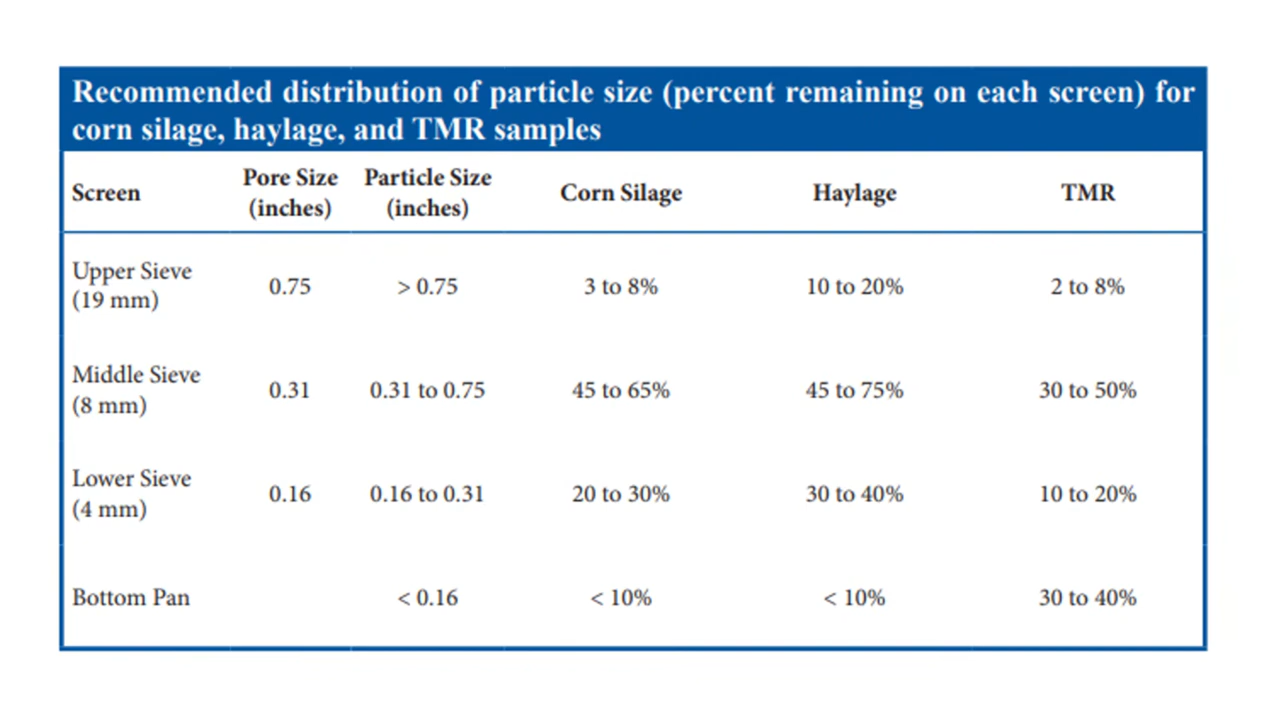 Recommended distribution of particle size (percent remaining on each screen) for
corn silage, haylage, and TMR samples
Screen Pore Size (inches) Particle Size (inches) Corn Silage Haylage TMR
Upper Sieve (19 mm) 0.75 > 0.75 3 to 8% 10 to 20% 2 to 8%
Middle Sieve (8 mm) 0.31 0.31 to 0.75 45 to 65% 45 to 75% 30 to 50%
Lower Sieve (4 mm) 0.16 0.16 to 0.31 20 to 30% 30 to 40% 10 to 20%
Bottom Pan < 0.16 < 10% < 10% 30 to 40%